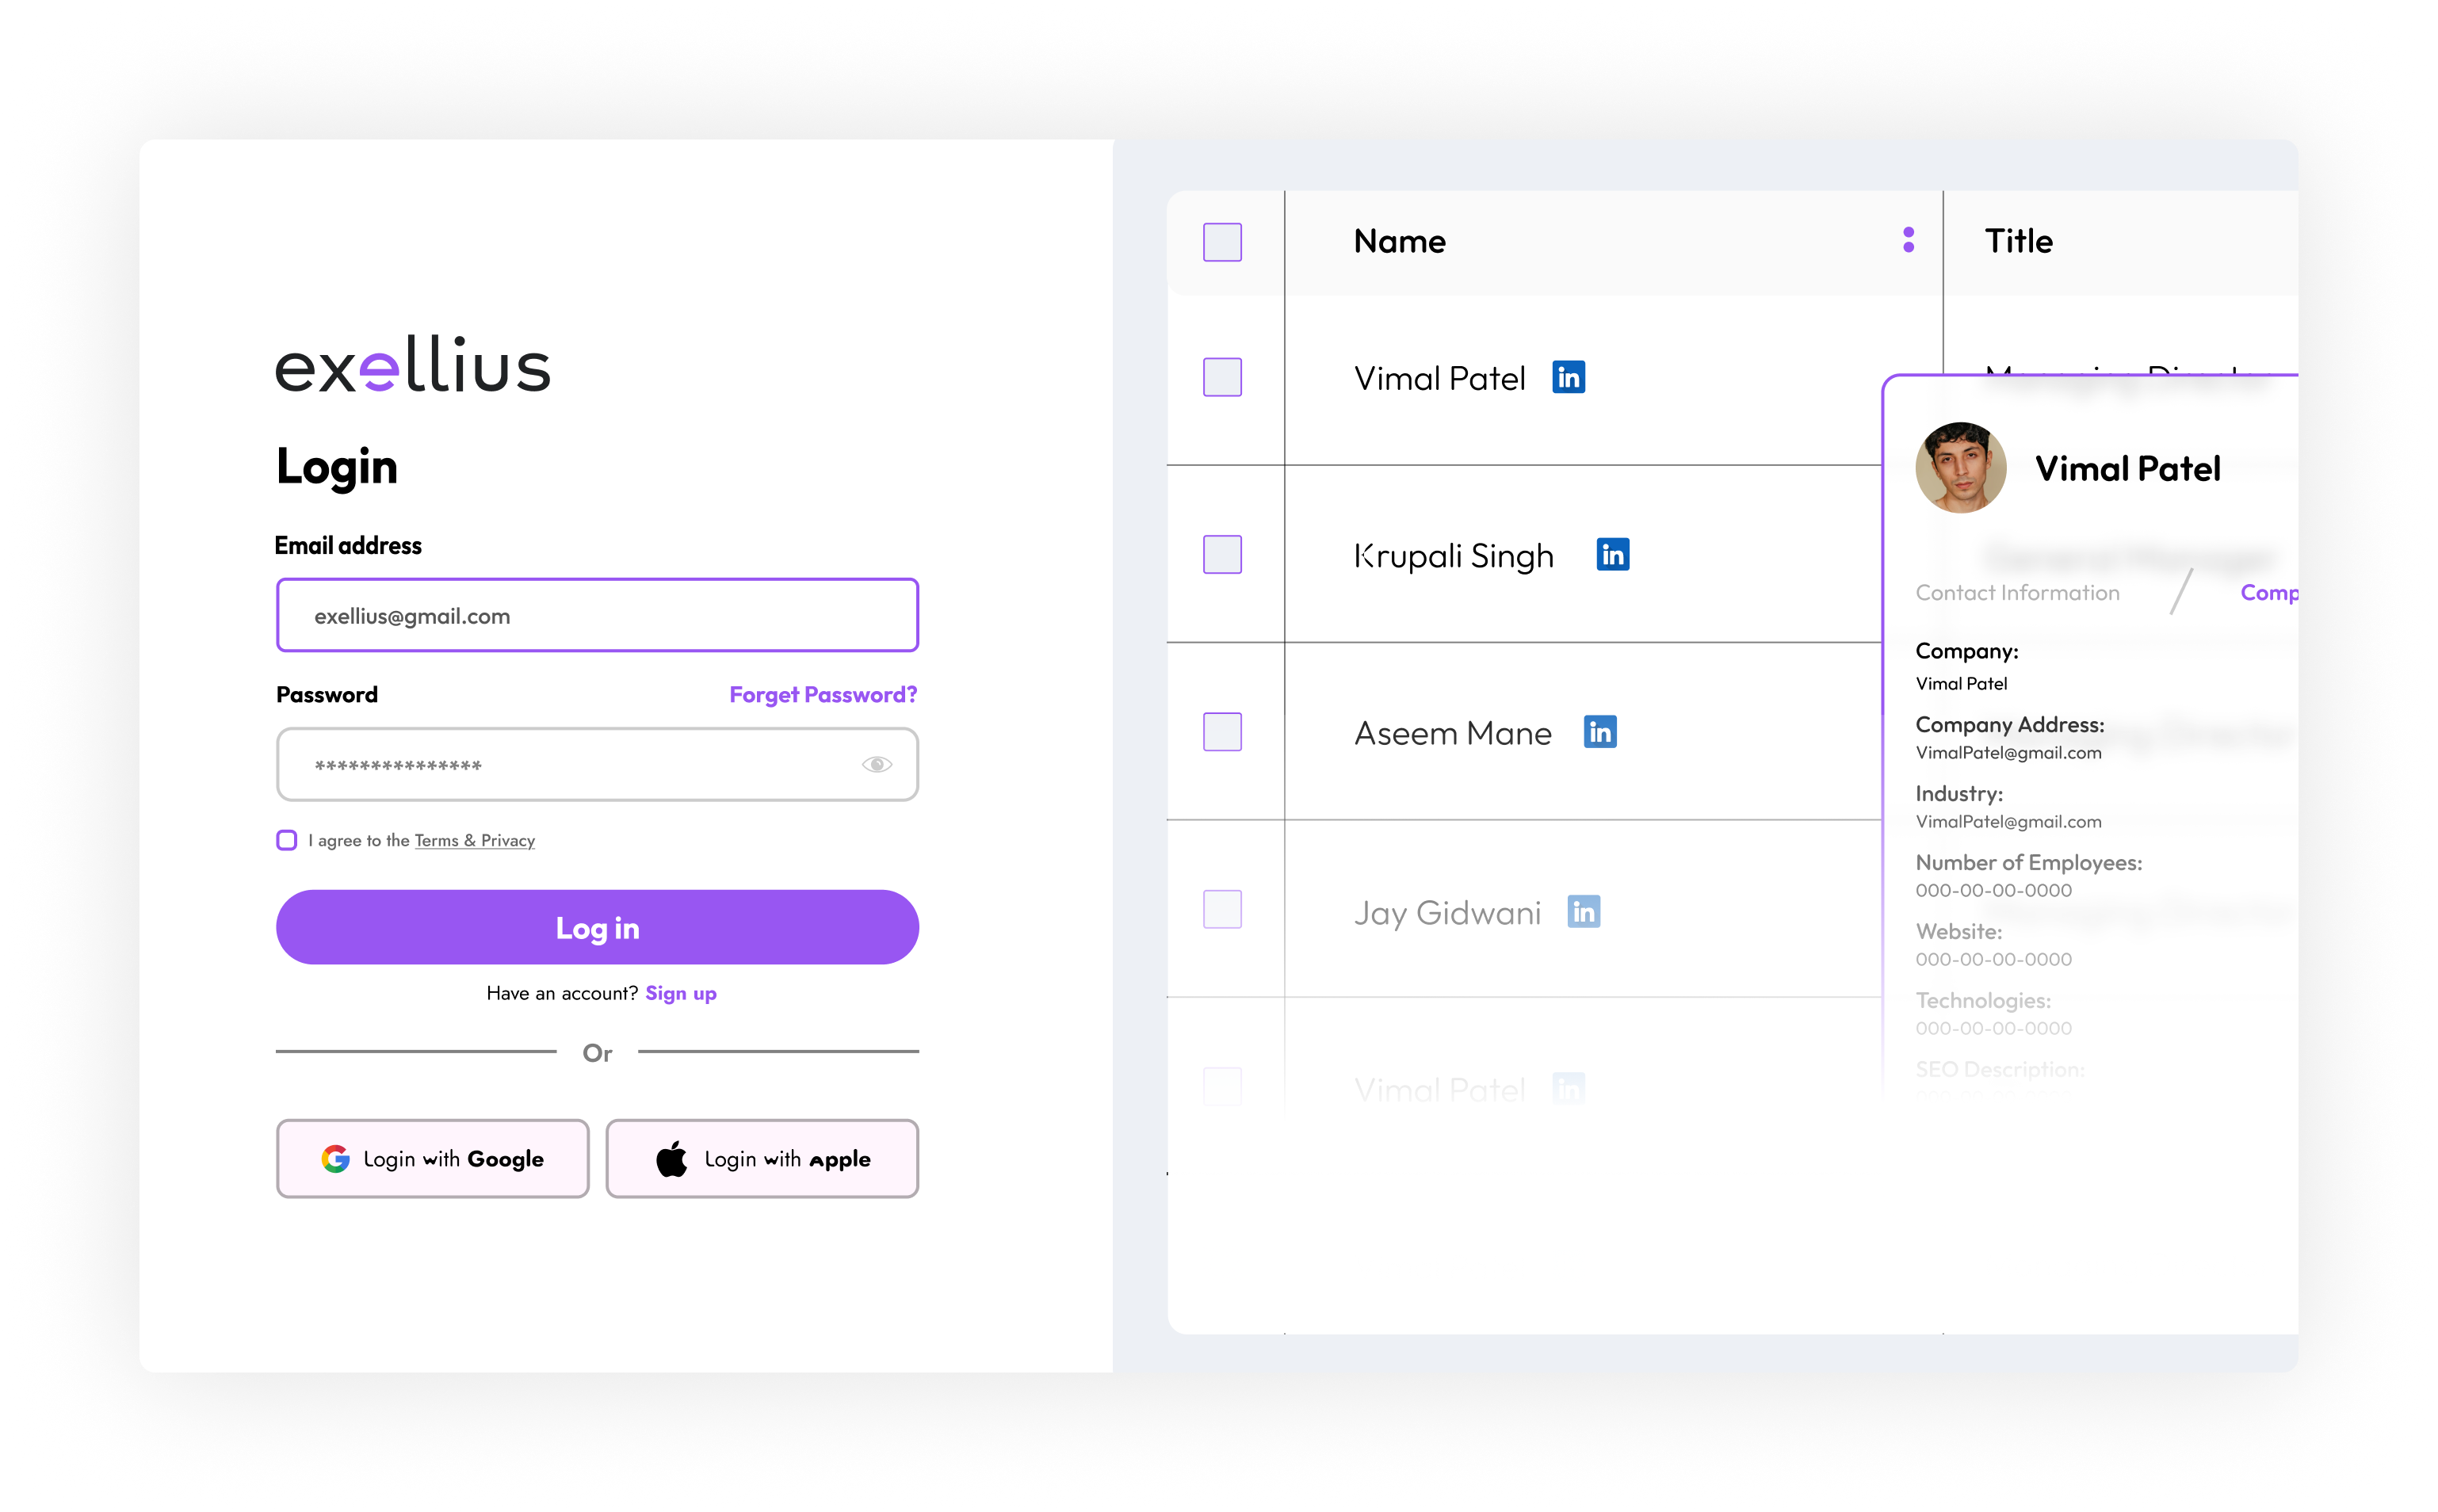 exellius
Login
Email address
exellius@gmail.com
Password
Forget Password?
***************
I agree to the Terms & Privacy
Log in
Have an account? Sign up
Or
Login with Google
Login with Apple
Name
Title
Vimal Patel in
Managing Director
Krupali Singh in
Aseem Mane in
Jay Gidwani in
Vimal Patel in
Vimal Patel
General Manager
Contact Information / Comp
Company:
Vimal Patel
Company Address:
VimalPatel@gmail.com
Industry:
VimalPatel@gmail.com
Number of Employees:
000-00-00-0000
Website:
000-00-00-0000
Technologies:
000-00-00-0000
SEO Description: